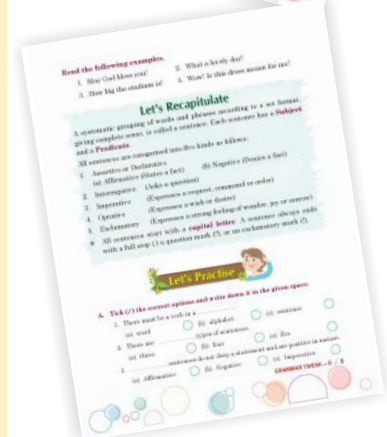 Read the following examples.
1. May God bless you!
2. What a lovely day!
3. How big the stadium is!
4. Wow! Is this dress meant for me!
Let's Recapitulate
A systematic grouping of words and phrases according to a set format,
giving complete sense, is called a sentence. Each sentence has a Subject
and a Predicate.
All sentences are categorised into five kinds as follows:
1. Assertive or Declarative
(a) Affirmative (States a fact) (b) Negative (Denies a fact)
2. Interrogative (Asks a question)
3. Imperative (Expresses a request, command or order)
4. Optative (Expresses a wish or desire)
5. Exclamatory (Expresses a strong feeling of wonder, joy or sorrow)
❖ All sentences start with a capital letter. A sentence always ends
with a full stop (.) a question mark (?), or an exclamatory mark (!).
Let's Practise
A. Tick (✓) the correct options and write down it in the given space.
1. There must be a verb in a
(a) word (b) alphabet (c) sentence
2. There are types of sentences.
(a) three (b) four (c) five
3. sentences do not deny a statement and are positive in nature.
(a) Affirmative (b) Negative (c) Imperative
GRAMMAR TWEAK – 6 / 5